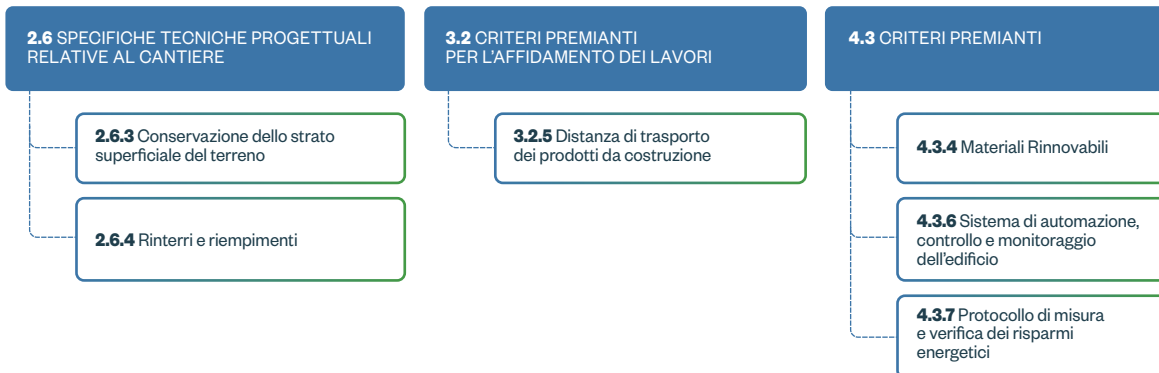 2.6 SPECIFICHE TECNICHE PROGETTUALI
RELATIVE AL CANTIERE
2.6.3 Conservazione dello strato
superficiale del terreno
2.6.4 Rinterri e riempimenti
3.2 CRITERI PREMIANTI
PER L'AFFIDAMENTO DEI LAVORI
3.2.5 Distanza di trasporto
dei prodotti da costruzione
4.3 CRITERI PREMIANTI
4.3.4 Materiali Rinnovabili
4.3.6 Sistema di automazione,
controllo e monitoraggio
dell'edificio
4.3.7 Protocollo di misura
e verifica dei risparmi
energetici